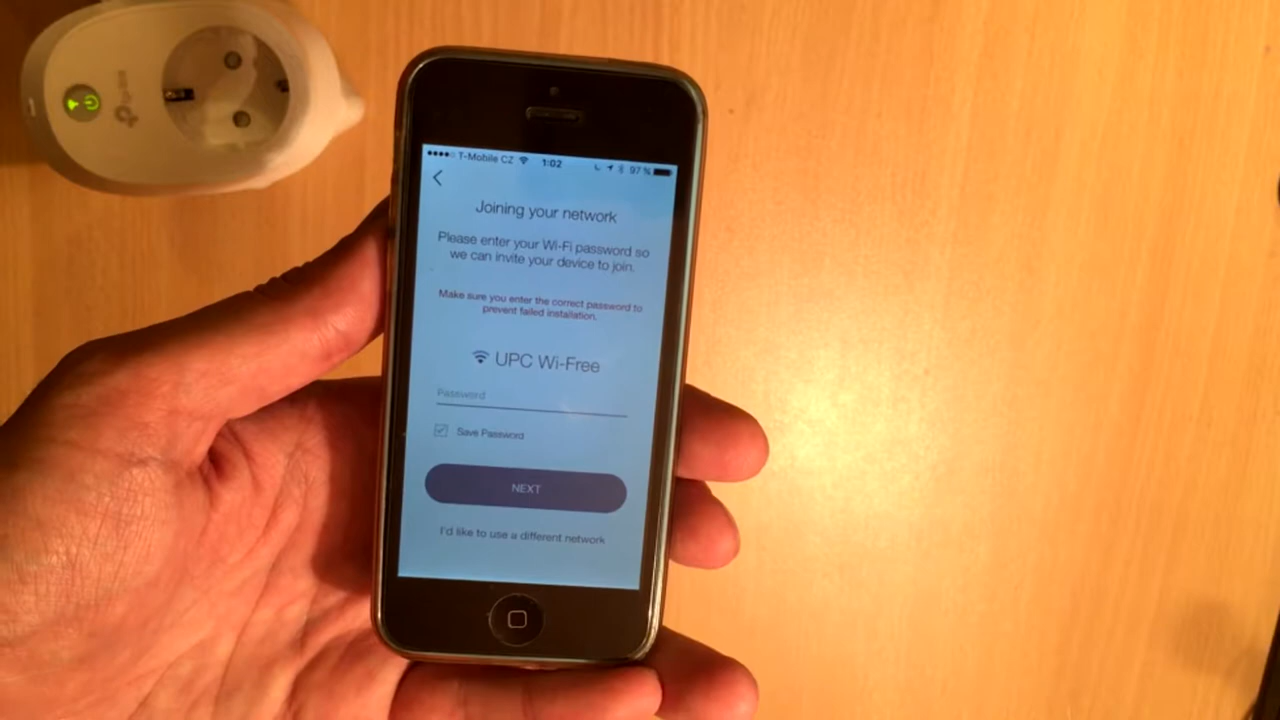 T-Mobile CZ 1:02 97 %
Joining your network
Please enter your Wi-Fi password so
we can invite your device to join.
Make sure you enter the correct password to
prevent failed installation.
UPC Wi-Free
Password
Save Password
NEXT
I'd like to use a different network